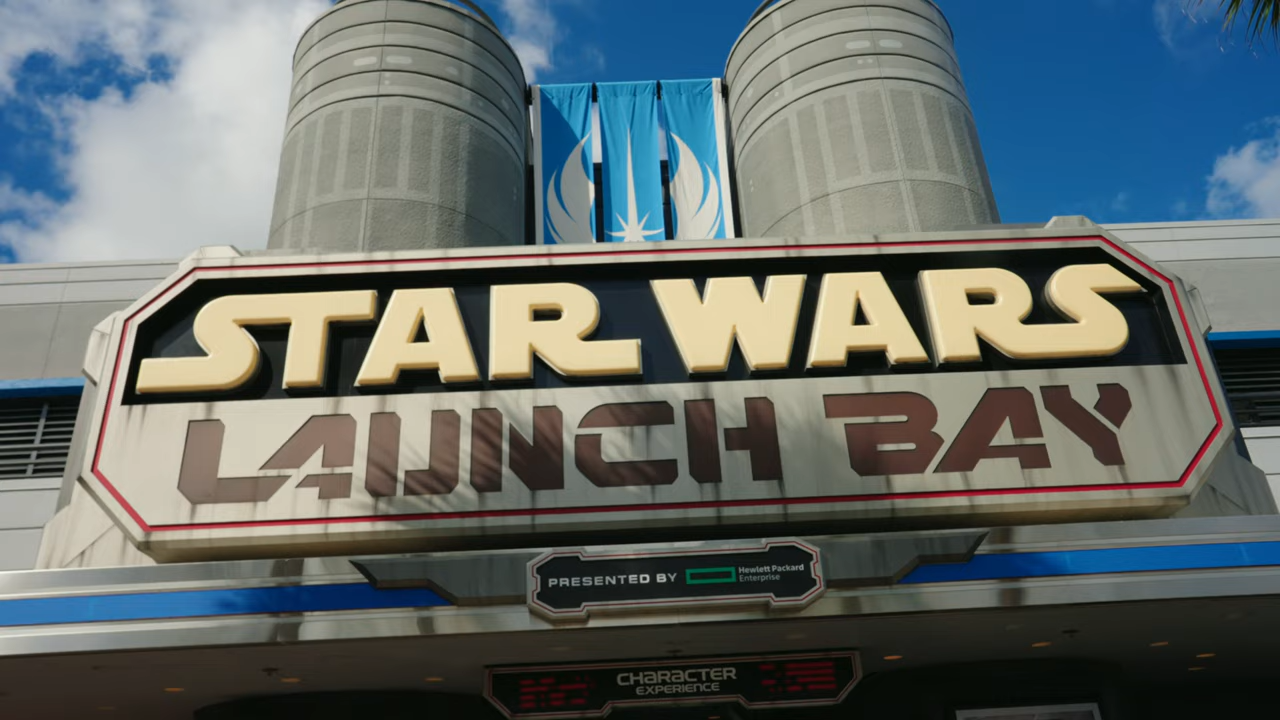 STAR WARS
LAUNCH BAY
PRESENTED BY Hewlett Packard
Enterprise
CHARACTER
EXPERIENCE